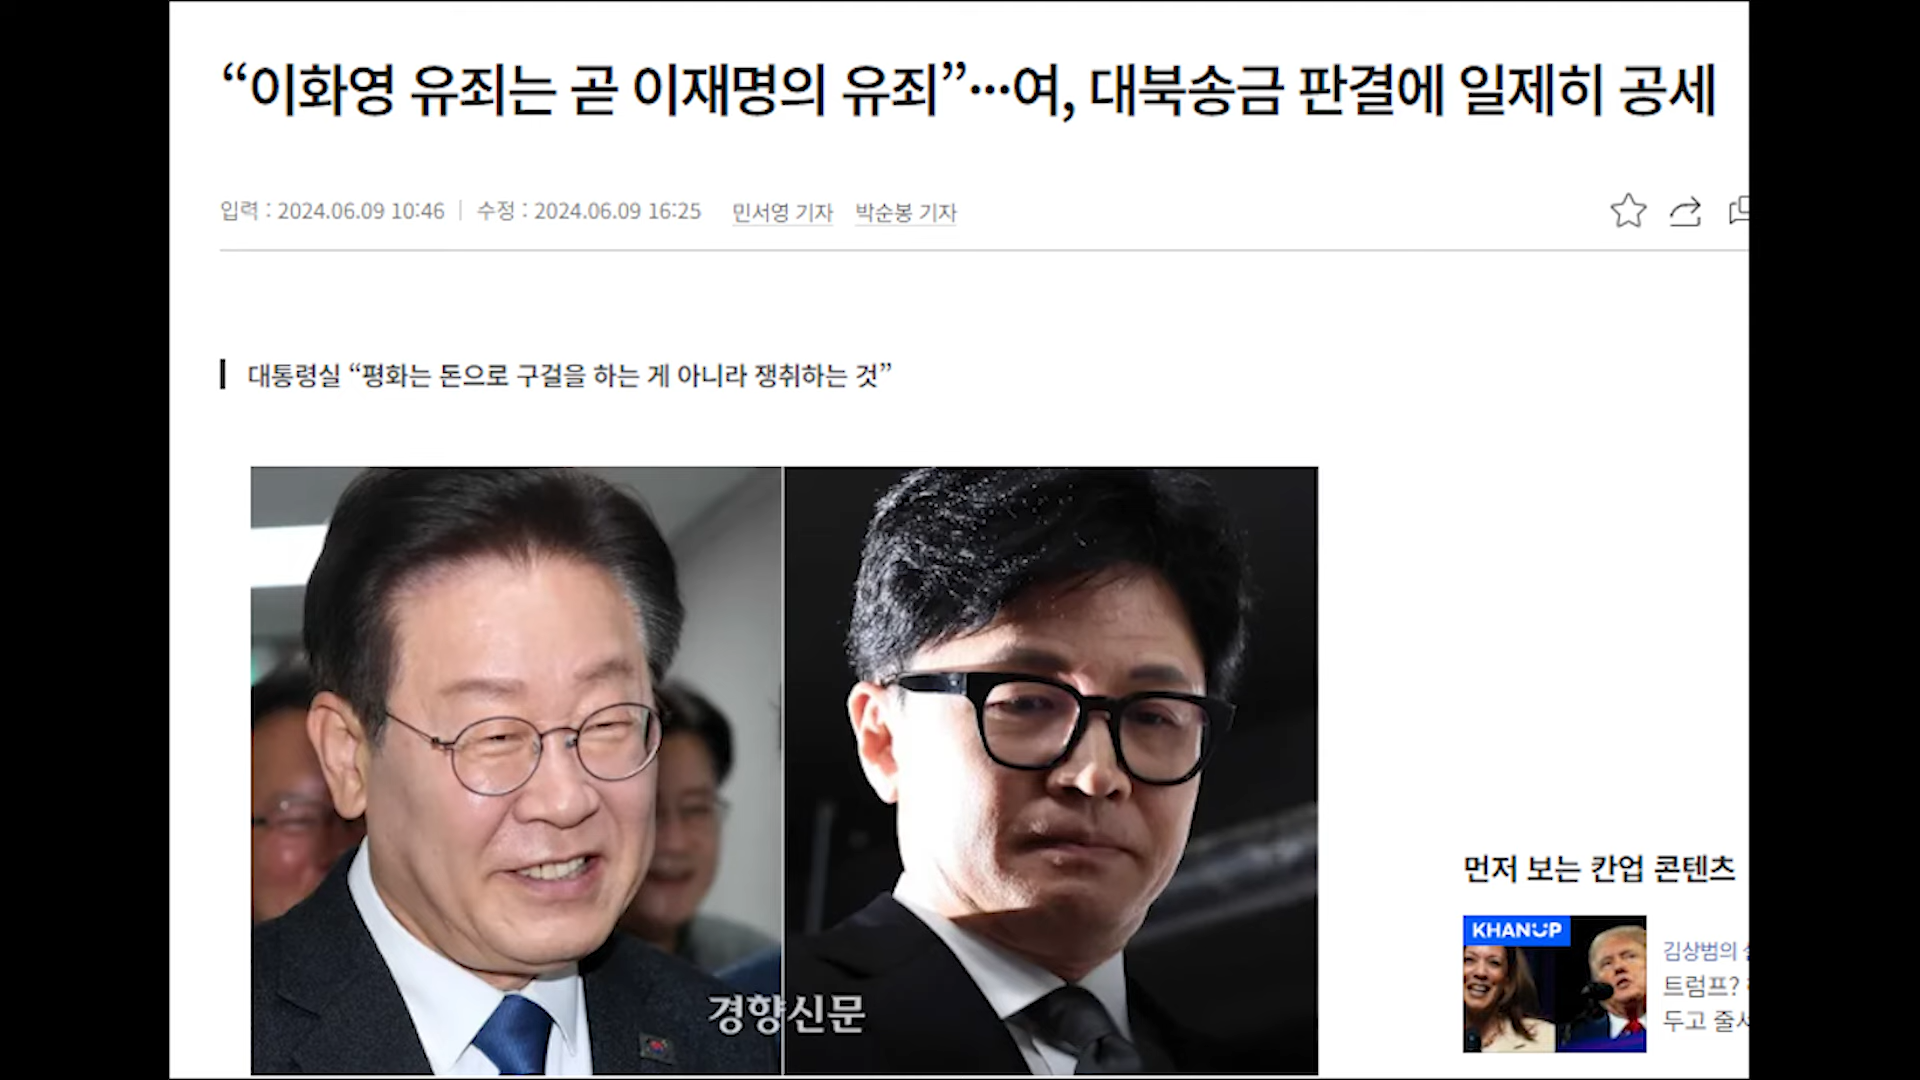 “이화영 유죄는 곧 이재명의 유죄”…여, 대북송금 판결에 일제히 공세
입력 : 2024.06.09 10:46 수정 : 2024.06.09 16:25 민서영 기자 박순봉 기자
대통령실 “평화는 돈으로 구걸을 하는 게 아니라 쟁취하는 것”
경향신문
먼저 보는 칸업 콘텐츠
KHANUP
김상범의
트럼프?
두고